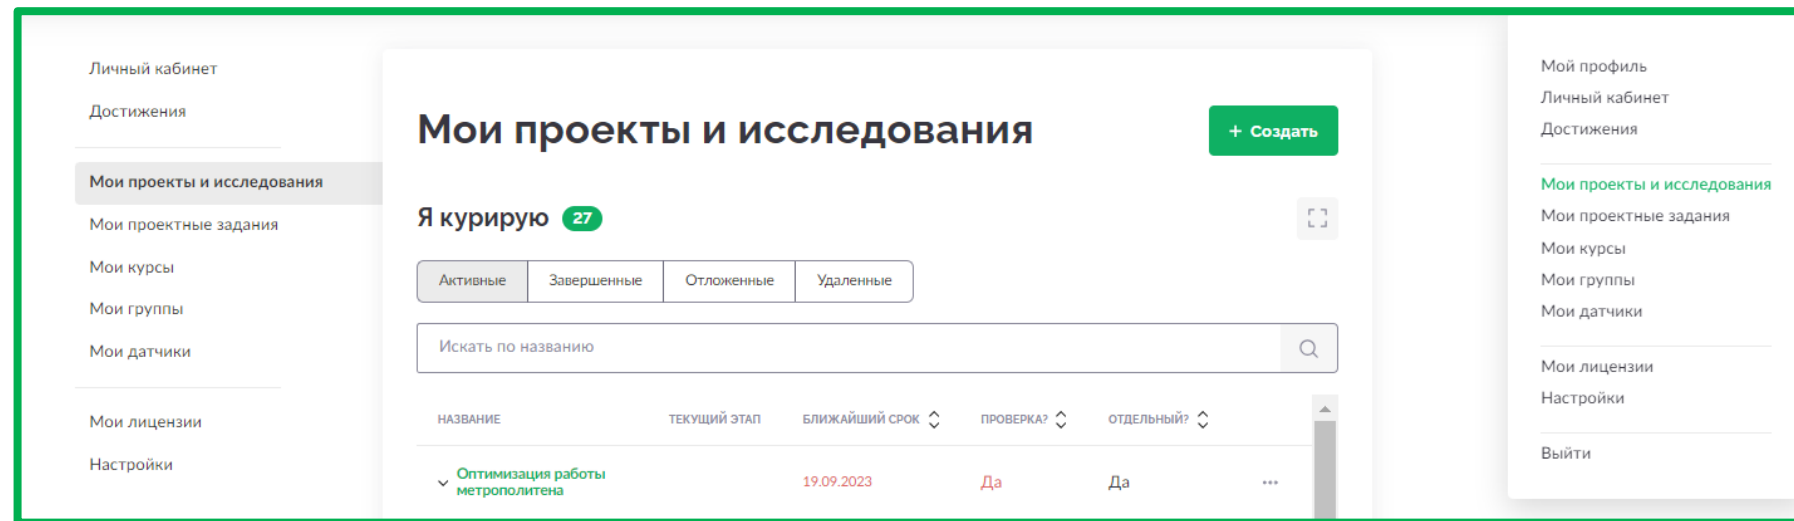 Личный кабинет
Достижения
Мои проекты и исследования
Мои проектные задания
Мои курсы
Мои группы
Мои датчики
Мои лицензии
Настройки
Мои проекты и исследования
+ Создать
Я курирую 27
Активные Завершенные Отложенные Удаленные
Искать по названию
НАЗВАНИЕ ТЕКУЩИЙ ЭТАП БЛИЖАЙШИЙ СРОК ПРОВЕРКА? ОТДЕЛЬНЫЙ?
Оптимизация работы
метрополитена 19.09.2023 Да Да ...
Мой профиль
Личный кабинет
Достижения
Мои проекты и исследования
Мои проектные задания
Мои курсы
Мои группы
Мои датчики
Мои лицензии
Настройки
Выйти